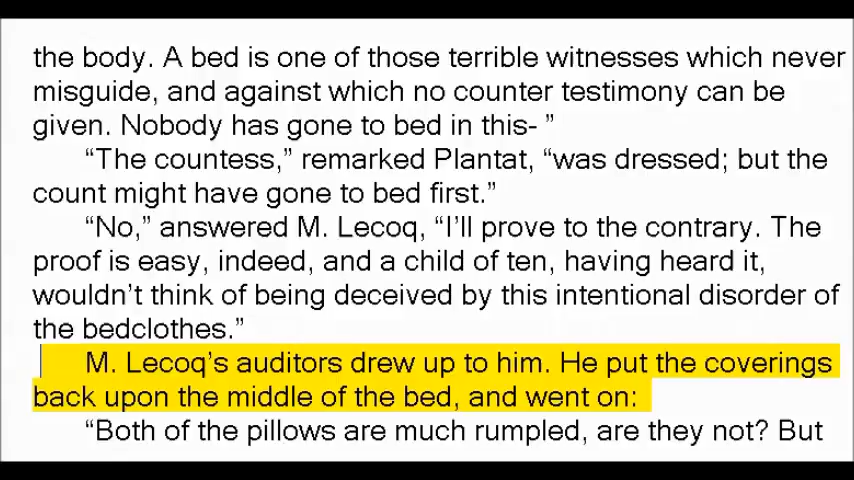 the body. A bed is one of those terrible witnesses which never
misguide, and against which no counter testimony can be
given. Nobody has gone to bed in this- ”
“The countess,” remarked Plantat, “was dressed; but the
count might have gone to bed first.”
“No,” answered M. Lecoq, “I’ll prove to the contrary. The
proof is easy, indeed, and a child of ten, having heard it,
wouldn’t think of being deceived by this intentional disorder of
the bedclothes.”
M. Lecoq’s auditors drew up to him. He put the coverings
back upon the middle of the bed, and went on:
“Both of the pillows are much rumpled, are they not? But